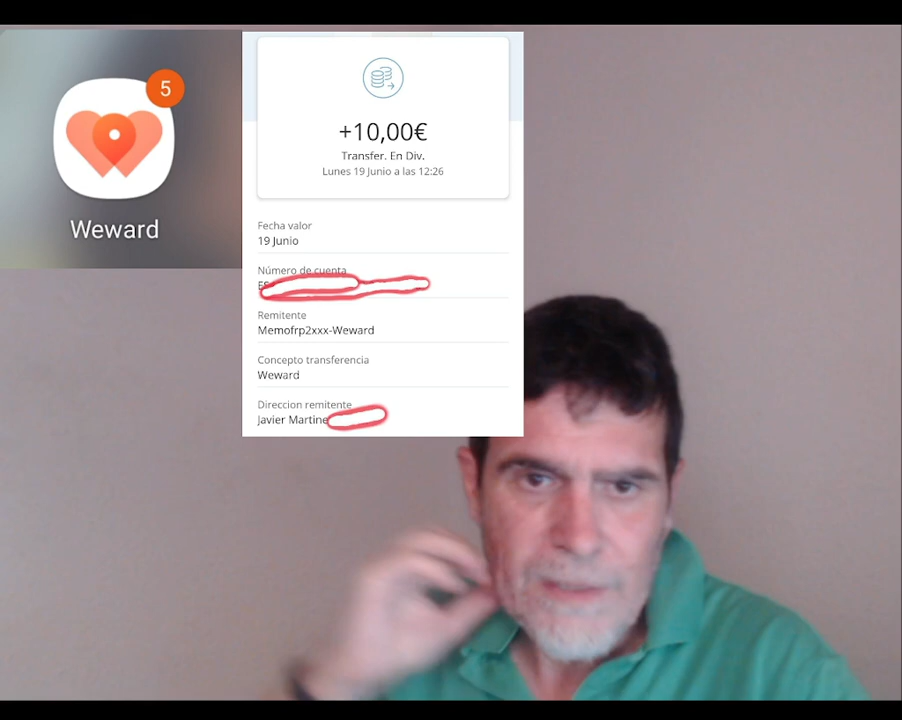 5
Weward
+10,00€
Transfer. En Div.
Lunes 19 Junio a las 12:26
Fecha valor
19 Junio
Número de cuenta
Remitente
Memofrp2xxx-Weward
Concepto transferencia
Weward
Direccion remitente
Javier Martine